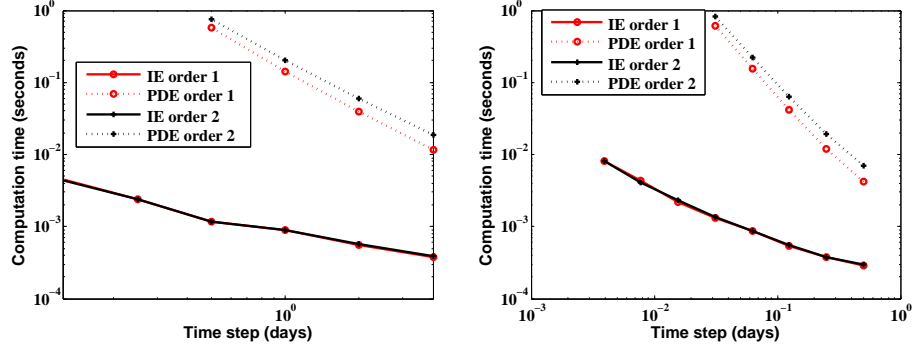 Computation time (seconds)
10^0
10^-1
10^-2
10^-3
10^-4
IE order 1
PDE order 1
IE order 2
PDE order 2
10^0
Time step (days)
Computation time (seconds)
10^0
10^-1
10^-2
10^-3
10^-4
IE order 1
PDE order 1
IE order 2
PDE order 2
10^-3
10^-2
10^-1
10^0
Time step (days)